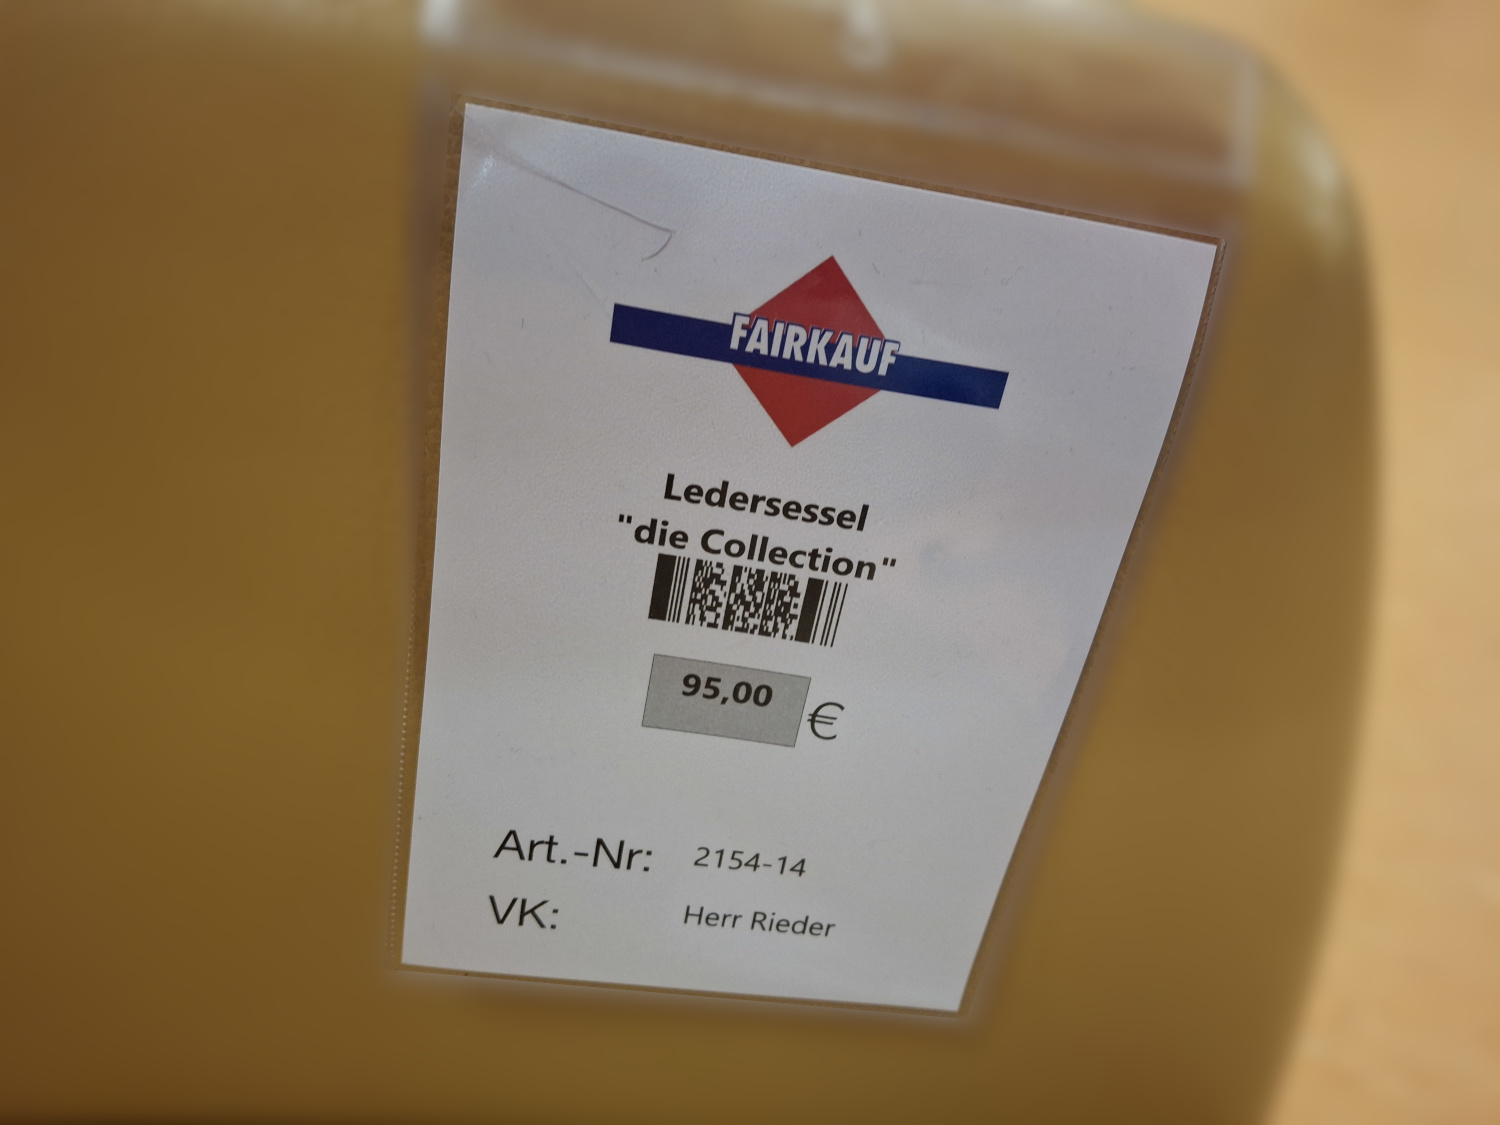 FAIRKAUF
Ledersessel
"die Collection"
95,00 €
Art.-Nr: 2154-14
VK: Herr Rieder